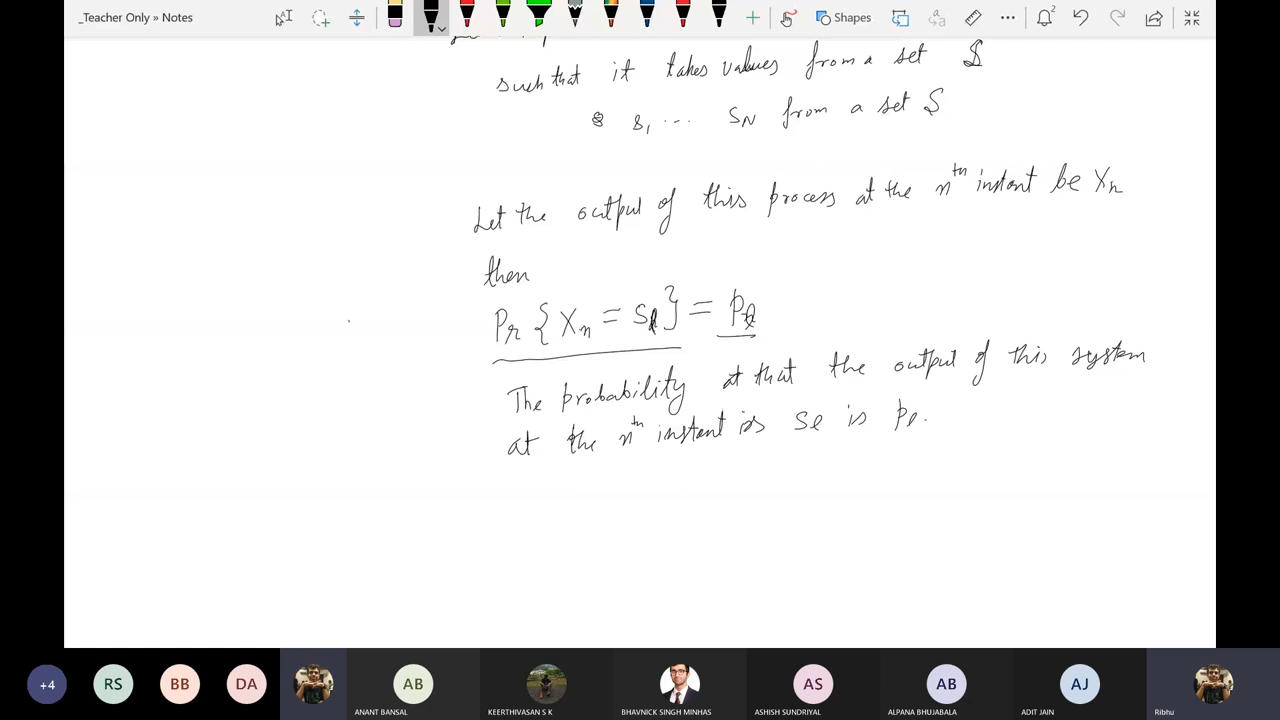 _Teacher Only » Notes
Shapes
such that it takes values from a set S
s1 ... sN from a set S
Let the output of this process at the nth instant be Xn
then
Pr { Xn = sl } = pl
The probability at that the output of this system
at the nth instant is sl is pl.
+4
RS
BB
DA
AB
AS
AB
AJ
ANANT BANSAL
KEERTHIVASAN S K
BHAVNICK SINGH MINHAS
ASHISH SUNDRIYAL
ALPANA BHUJABALA
ADIT JAIN
Ribhu